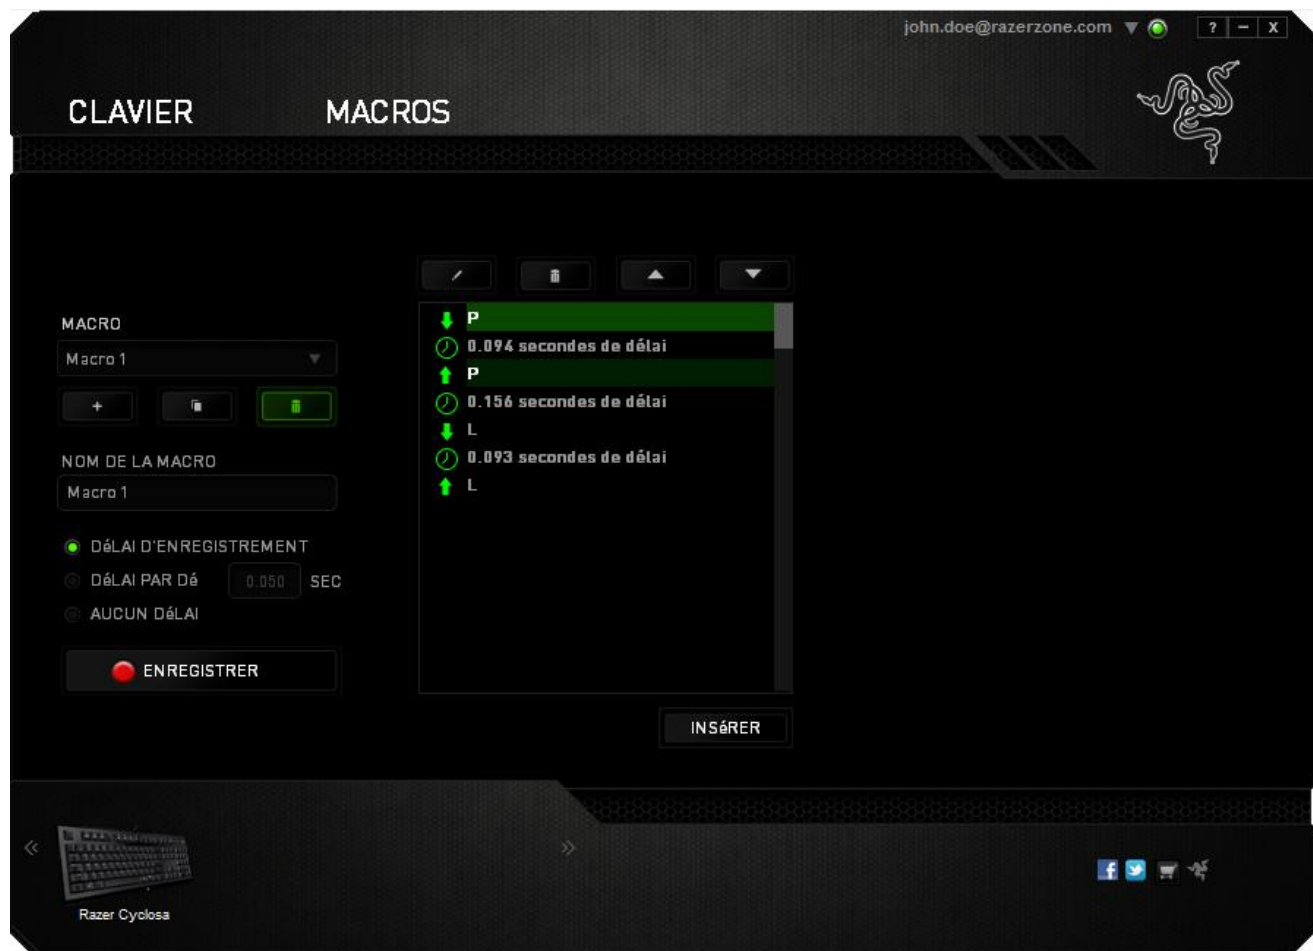 john.doe@razerzone.com
? – X
CLAVIER
MACROS
MACRO
Macro 1
+
NOM DE LA MACRO
Macro 1
DéLAI D'ENREGISTREMENT
DéLAI PAR Dé 0.050 SEC
AUCUN DéLAI
ENREGISTRER
P
0.094 secondes de délai
P
0.156 secondes de délai
L
0.093 secondes de délai
L
INSéRER
Razer Cyclosa